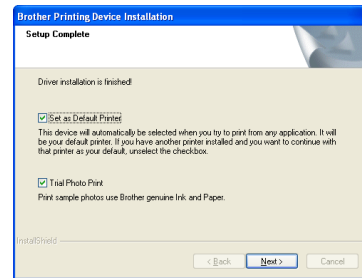 Brother Printing Device Installation
Setup Complete
Driver installation is finished!
Set as Default Printer
This device will automatically be selected when you try to print from any application. It will
be your default printer. If you have another printer installed and you want to continue with
that printer as your default, unselect the checkbox.
Trial Photo Print
Print sample photos use Brother genuine Ink and Paper.
InstallShield
< Back Next > Cancel